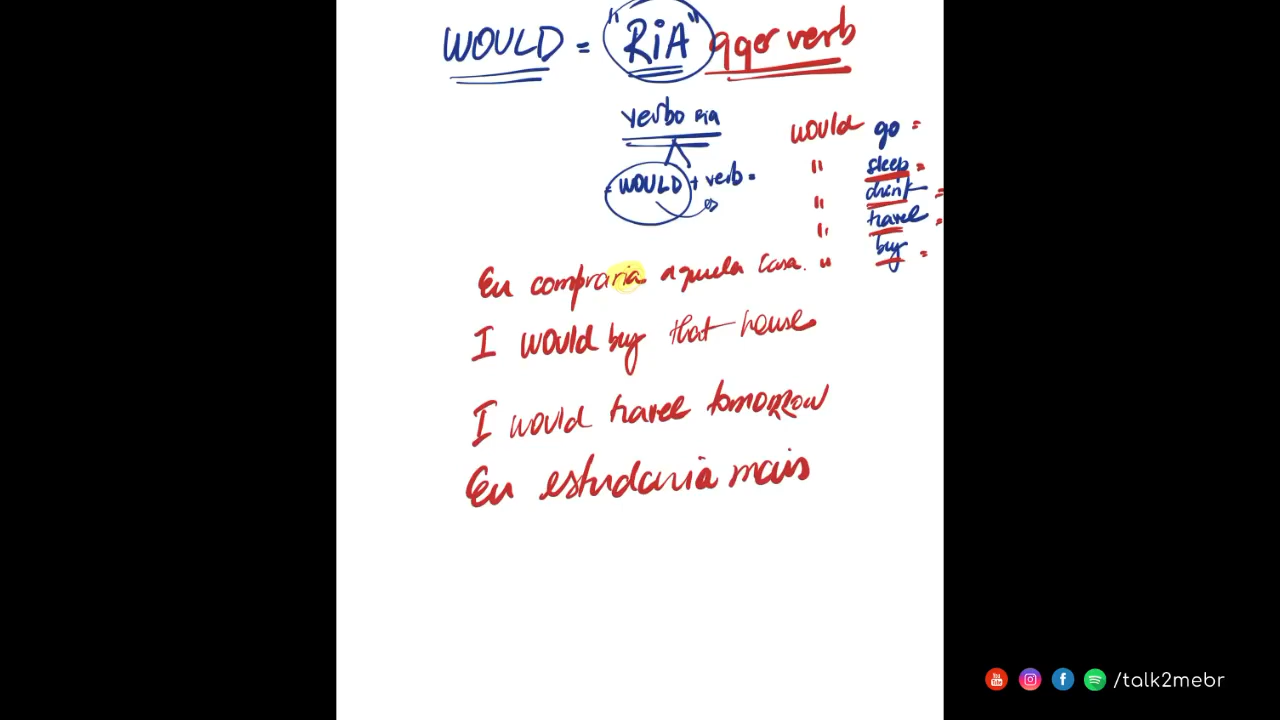 WOULD = "RiA" qqer verb
verbo ria
= WOULD + verb =
would go =
" sleep =
" drink =
" travel =
" buy =
Eu compraria aquela casa.
I would buy that house
I would travel tomorrow
Eu estudaria mais
/talk2mebr